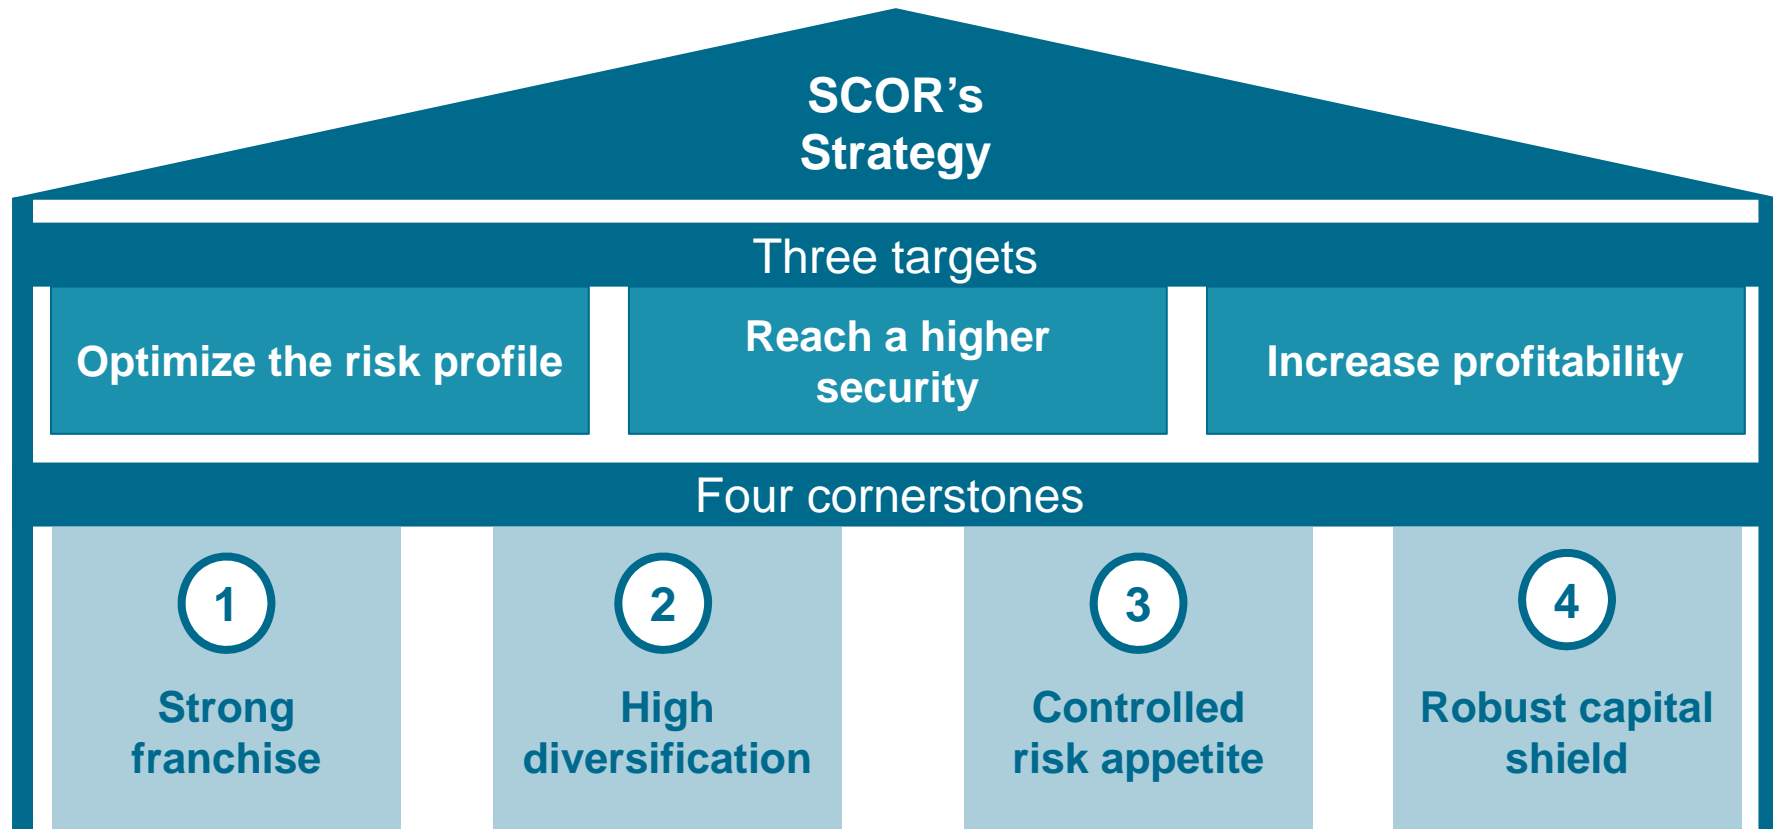 SCOR’s
Strategy
Three targets
Optimize the risk profile
Reach a higher
security
Increase profitability
Four cornerstones
1
Strong
franchise
2
High
diversification
3
Controlled
risk appetite
4
Robust capital
shield